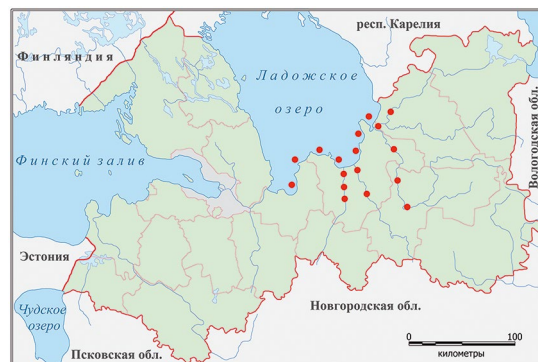 респ. Карелия
Финляндия
Ладожское
озеро
Вологодская обл.
Финский залив
Эстония
Чудское
озеро
Новгородская обл.
Псковская обл.
0 100
километры